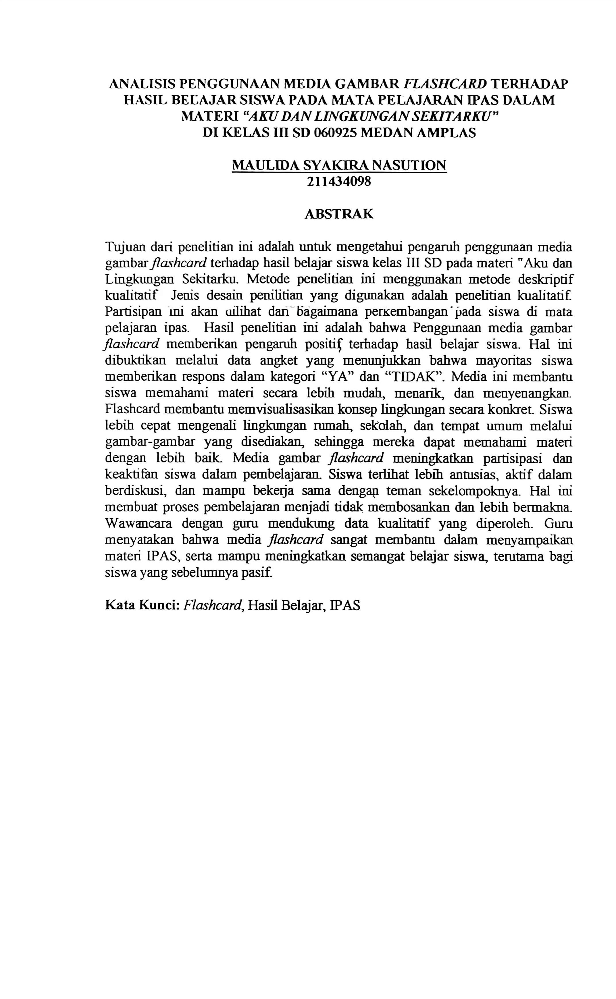 ANALISIS PENGGUNAAN MEDIA GAMBAR FLASHCARD TERHADAP
HASIL BELAJAR SISWA PADA MATA PELAJARAN IPAS DALAM
MATERI “AKU DAN LINGKUNGAN SEKITARKU”
DI KELAS III SD 060925 MEDAN AMPLAS
MAULIDA SYAKIRA NASUTION
211434098
ABSTRAK
Tujuan dari penelitian ini adalah untuk mengetahui pengaruh penggunaan media
gambar flashcard terhadap hasil belajar siswa kelas III SD pada materi "Aku dan
Lingkungan Sekitarku. Metode penelitian ini menggunakan metode deskriptif
kualitatif Jenis desain penilitian yang digunakan adalah penelitian kualitatif.
Partisipan ini akan dilihat dari bagaimana perkembangan pada siswa di mata
pelajaran ipas. Hasil penelitian ini adalah bahwa Penggunaan media gambar
flashcard memberikan pengaruh positif terhadap hasil belajar siswa. Hal ini
dibuktikan melalui data angket yang menunjukkan bahwa mayoritas siswa
memberikan respons dalam kategori “YA” dan “TIDAK”. Media ini membantu
siswa memahami materi secara lebih mudah, menarik, dan menyenangkan.
Flashcard membantu memvisualisasikan konsep lingkungan secara konkret. Siswa
lebih cepat mengenali lingkungan rumah, sekolah, dan tempat umum melalui
gambar-gambar yang disediakan, sehingga mereka dapat memahami materi
dengan lebih baik. Media gambar flashcard meningkatkan partisipasi dan
keaktifan siswa dalam pembelajaran. Siswa terlihat lebih antusias, aktif dalam
berdiskusi, dan mampu bekerja sama dengan teman sekelompoknya. Hal ini
membuat proses pembelajaran menjadi tidak membosankan dan lebih bermakna.
Wawancara dengan guru mendukung data kualitatif yang diperoleh. Guru
menyatakan bahwa media flashcard sangat membantu dalam menyampaikan
materi IPAS, serta mampu meningkatkan semangat belajar siswa, terutama bagi
siswa yang sebelumnya pasif.
Kata Kunci: Flashcard, Hasil Belajar, IPAS